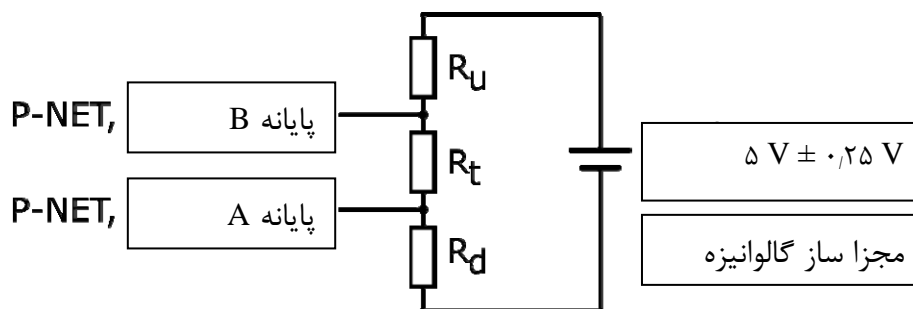 R_u
P-NET, پایانه B
R_t
۵ V ± ۰٫۲۵ V
P-NET, پایانه A
مجزا ساز گالوانیزه
R_d